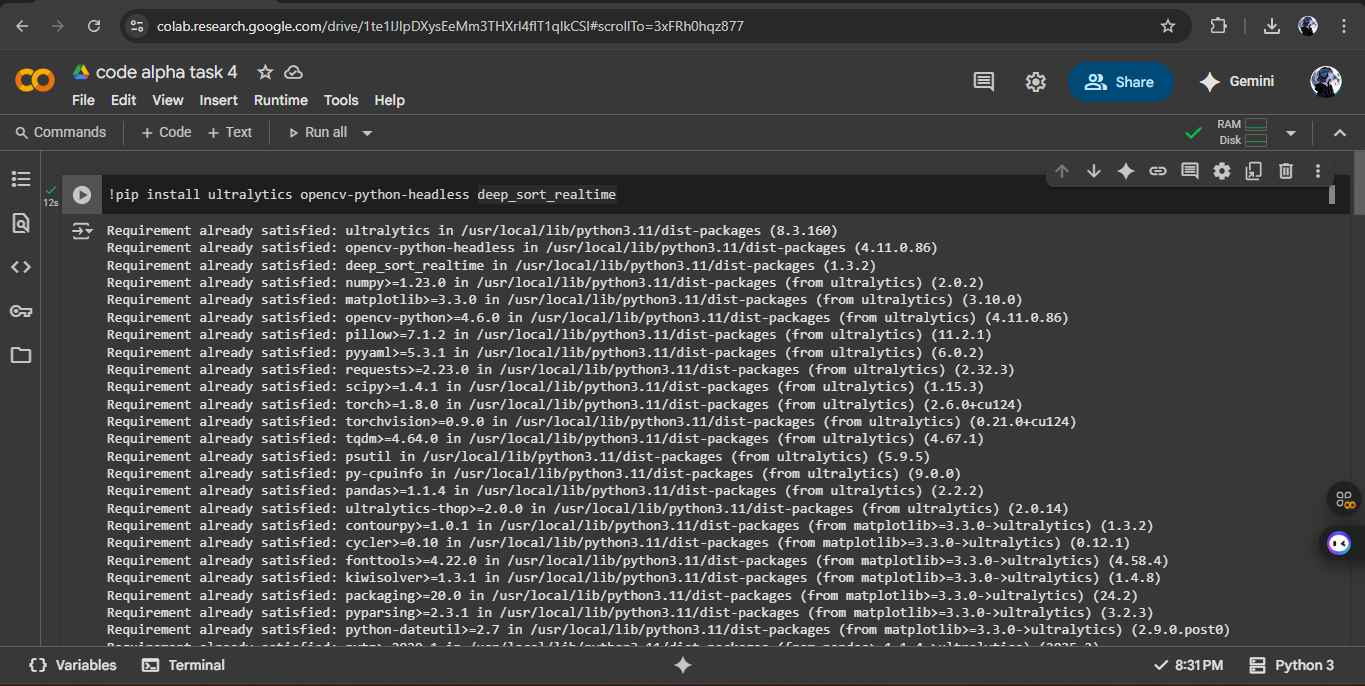 colab.research.google.com/drive/1te1lJlpDXysEeMm3THXrl4flT1qIkCSl#scrollTo=3xFRh0hqz877
code alpha task 4
File Edit View Insert Runtime Tools Help
Share
Gemini
Commands + Code + Text Run all
RAM
Disk
12s
!pip install ultralytics opencv-python-headless deep_sort_realtime
Requirement already satisfied: ultralytics in /usr/local/lib/python3.11/dist-packages (8.3.160)
Requirement already satisfied: opencv-python-headless in /usr/local/lib/python3.11/dist-packages (4.11.0.86)
Requirement already satisfied: deep_sort_realtime in /usr/local/lib/python3.11/dist-packages (1.3.2)
Requirement already satisfied: numpy>=1.23.0 in /usr/local/lib/python3.11/dist-packages (from ultralytics) (2.0.2)
Requirement already satisfied: matplotlib>=3.3.0 in /usr/local/lib/python3.11/dist-packages (from ultralytics) (3.10.0)
Requirement already satisfied: opencv-python>=4.6.0 in /usr/local/lib/python3.11/dist-packages (from ultralytics) (4.11.0.86)
Requirement already satisfied: pillow>=7.1.2 in /usr/local/lib/python3.11/dist-packages (from ultralytics) (11.2.1)
Requirement already satisfied: pyyaml>=5.3.1 in /usr/local/lib/python3.11/dist-packages (from ultralytics) (6.0.2)
Requirement already satisfied: requests>=2.23.0 in /usr/local/lib/python3.11/dist-packages (from ultralytics) (2.32.3)
Requirement already satisfied: scipy>=1.4.1 in /usr/local/lib/python3.11/dist-packages (from ultralytics) (1.15.3)
Requirement already satisfied: torch>=1.8.0 in /usr/local/lib/python3.11/dist-packages (from ultralytics) (2.6.0+cu124)
Requirement already satisfied: torchvision>=0.9.0 in /usr/local/lib/python3.11/dist-packages (from ultralytics) (0.21.0+cu124)
Requirement already satisfied: tqdm>=4.64.0 in /usr/local/lib/python3.11/dist-packages (from ultralytics) (4.67.1)
Requirement already satisfied: psutil in /usr/local/lib/python3.11/dist-packages (from ultralytics) (5.9.5)
Requirement already satisfied: py-cpuinfo in /usr/local/lib/python3.11/dist-packages (from ultralytics) (9.0.0)
Requirement already satisfied: pandas>=1.1.4 in /usr/local/lib/python3.11/dist-packages (from ultralytics) (2.2.2)
Requirement already satisfied: ultralytics-thop>=2.0.0 in /usr/local/lib/python3.11/dist-packages (from ultralytics) (2.0.14)
Requirement already satisfied: contourpy>=1.0.1 in /usr/local/lib/python3.11/dist-packages (from matplotlib>=3.3.0->ultralytics) (1.3.2)
Requirement already satisfied: cycler>=0.10 in /usr/local/lib/python3.11/dist-packages (from matplotlib>=3.3.0->ultralytics) (0.12.1)
Requirement already satisfied: fonttools>=4.22.0 in /usr/local/lib/python3.11/dist-packages (from matplotlib>=3.3.0->ultralytics) (4.58.4)
Requirement already satisfied: kiwisolver>=1.3.1 in /usr/local/lib/python3.11/dist-packages (from matplotlib>=3.3.0->ultralytics) (1.4.8)
Requirement already satisfied: packaging>=20.0 in /usr/local/lib/python3.11/dist-packages (from matplotlib>=3.3.0->ultralytics) (24.2)
Requirement already satisfied: pyparsing>=2.3.1 in /usr/local/lib/python3.11/dist-packages (from matplotlib>=3.3.0->ultralytics) (3.2.3)
Requirement already satisfied: python-dateutil>=2.7 in /usr/local/lib/python3.11/dist-packages (from matplotlib>=3.3.0->ultralytics) (2.9.0.post0)
Variables Terminal 8:31 PM Python 3